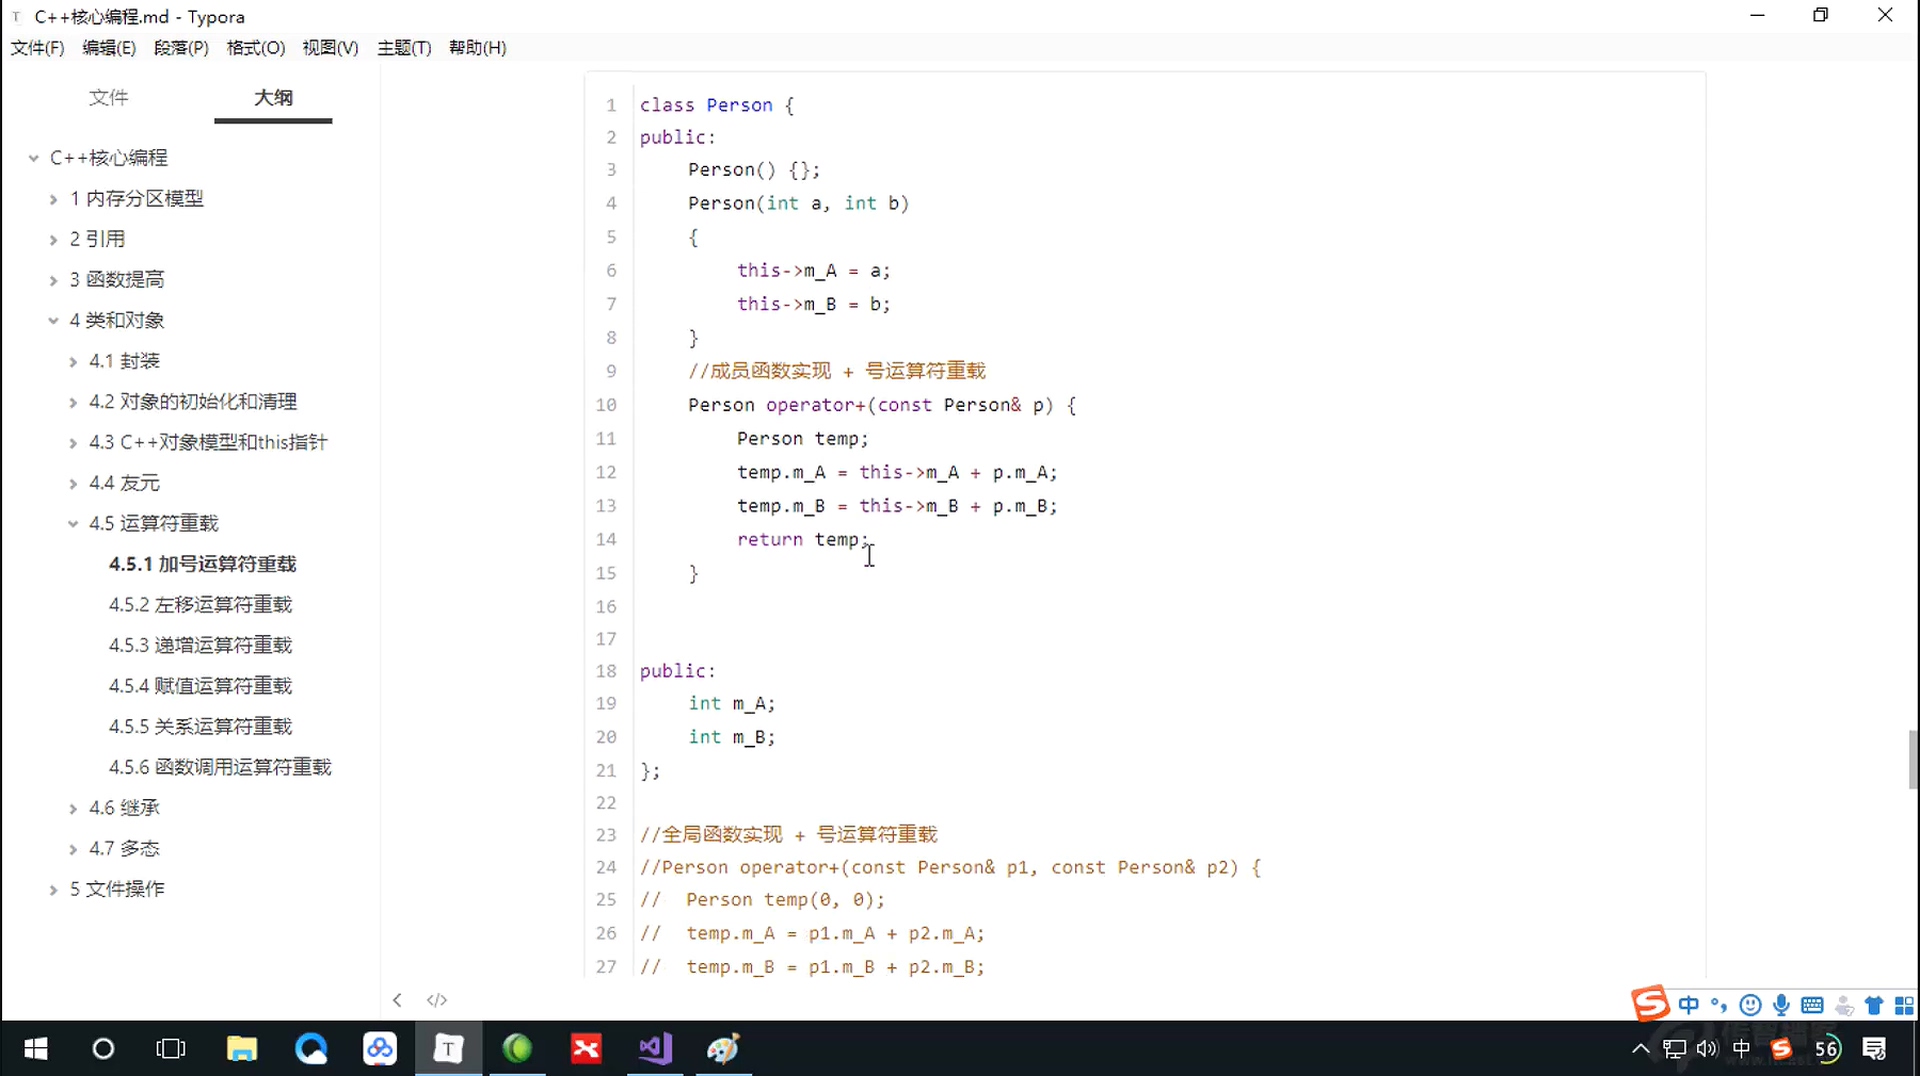 C++核心编程.md - Typora
文件(F) 编辑(E) 段落(P) 格式(O) 视图(V) 主题(T) 帮助(H)
文件 大纲
C++核心编程
1 内存分区模型
2 引用
3 函数提高
4 类和对象
4.1 封装
4.2 对象的初始化和清理
4.3 C++对象模型和this指针
4.4 友元
4.5 运算符重载
4.5.1 加号运算符重载
4.5.2 左移运算符重载
4.5.3 递增运算符重载
4.5.4 赋值运算符重载
4.5.5 关系运算符重载
4.5.6 函数调用运算符重载
4.6 继承
4.7 多态
5 文件操作
1 class Person {
2 public:
3 Person() {};
4 Person(int a, int b)
5 {
6 this->m_A = a;
7 this->m_B = b;
8 }
9 //成员函数实现 + 号运算符重载
10 Person operator+(const Person& p) {
11 Person temp;
12 temp.m_A = this->m_A + p.m_A;
13 temp.m_B = this->m_B + p.m_B;
14 return temp;
15 }
16
17
18 public:
19 int m_A;
20 int m_B;
21 };
22
23 //全局函数实现 + 号运算符重载
24 //Person operator+(const Person& p1, const Person& p2) {
25 // Person temp(0, 0);
26 // temp.m_A = p1.m_A + p2.m_A;
27 // temp.m_B = p1.m_B + p2.m_B;
</>
中
中 56